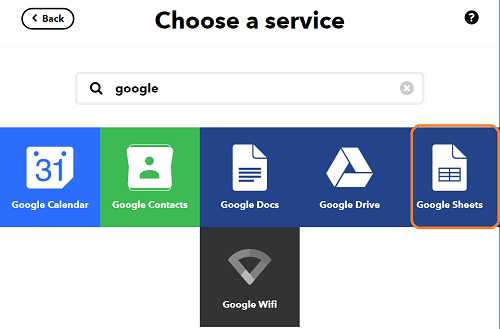 Back
Choose a service
?
google
31
Google Calendar
Google Contacts
Google Docs
Google Drive
Google Sheets
Google Wifi